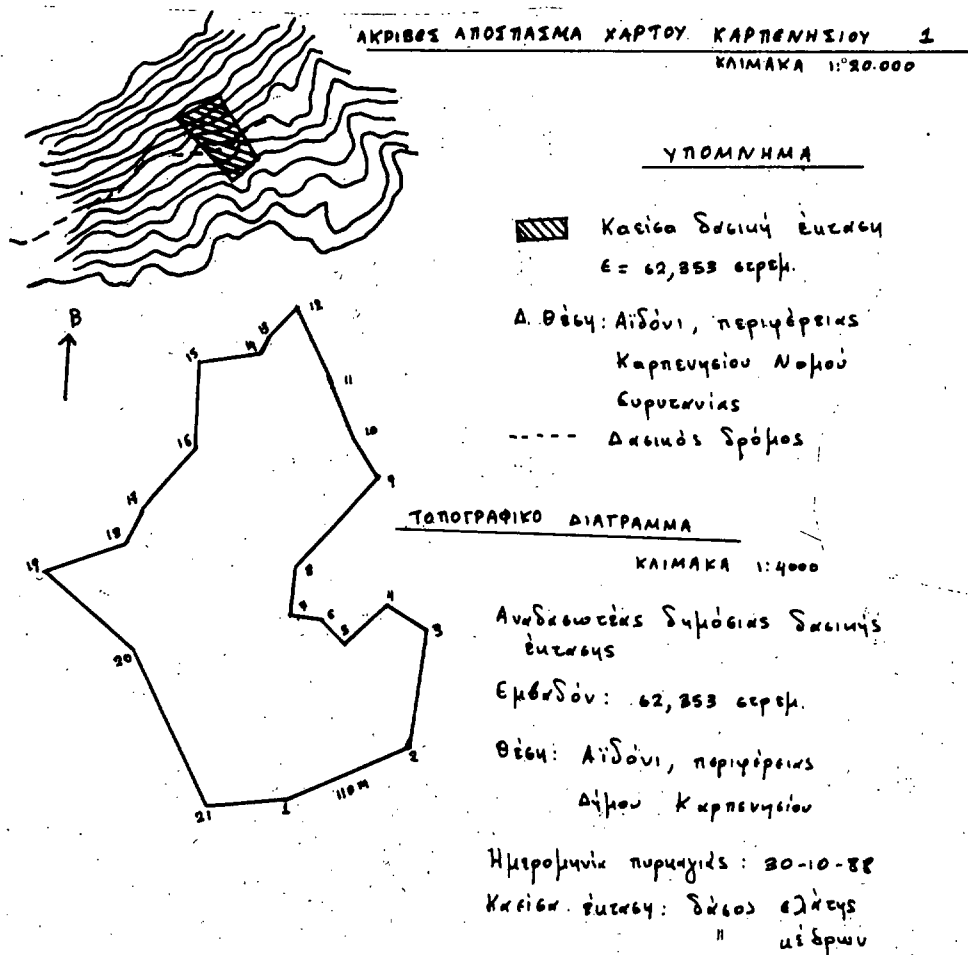 ΑΚΡΙΒΕΣ ΑΠΟΣΠΑΣΜΑ ΧΑΡΤΟΥ ΚΑΡΠΕΝΗΣΙΟΥ 1
ΚΛΙΜΑΚΑ 1:20.000
ΥΠΟΜΝΗΜΑ
Καείσα δασική έκταση
Ε = 62,353 στρεμ.
Δ. Θέση: Αϊδόνι, περιφέρειας
Καρπενησίου Νομού
Ευρυτανίας
Δασικός δρόμος
Β
12
13
14
15
11
10
16
9
17
18
19
8
7
6
5
4
3
20
2
110 м
1
21
ΤΟΠΟΓΡΑΦΙΚΟ ΔΙΑΓΡΑΜΜΑ
ΚΛΙΜΑΚΑ 1:4000
Αναδασωτέας δημόσιας δασικής
έκτασης
Εμβαδόν: 62,353 στρεμ.
Θέση: Αϊδόνι, περιφέρειας
Δήμου Καρπενησίου
Ημερομηνία πυρκαγιάς: 30-10-88
Καείσα έκταση: δάσος ελάτης
" κέδρων